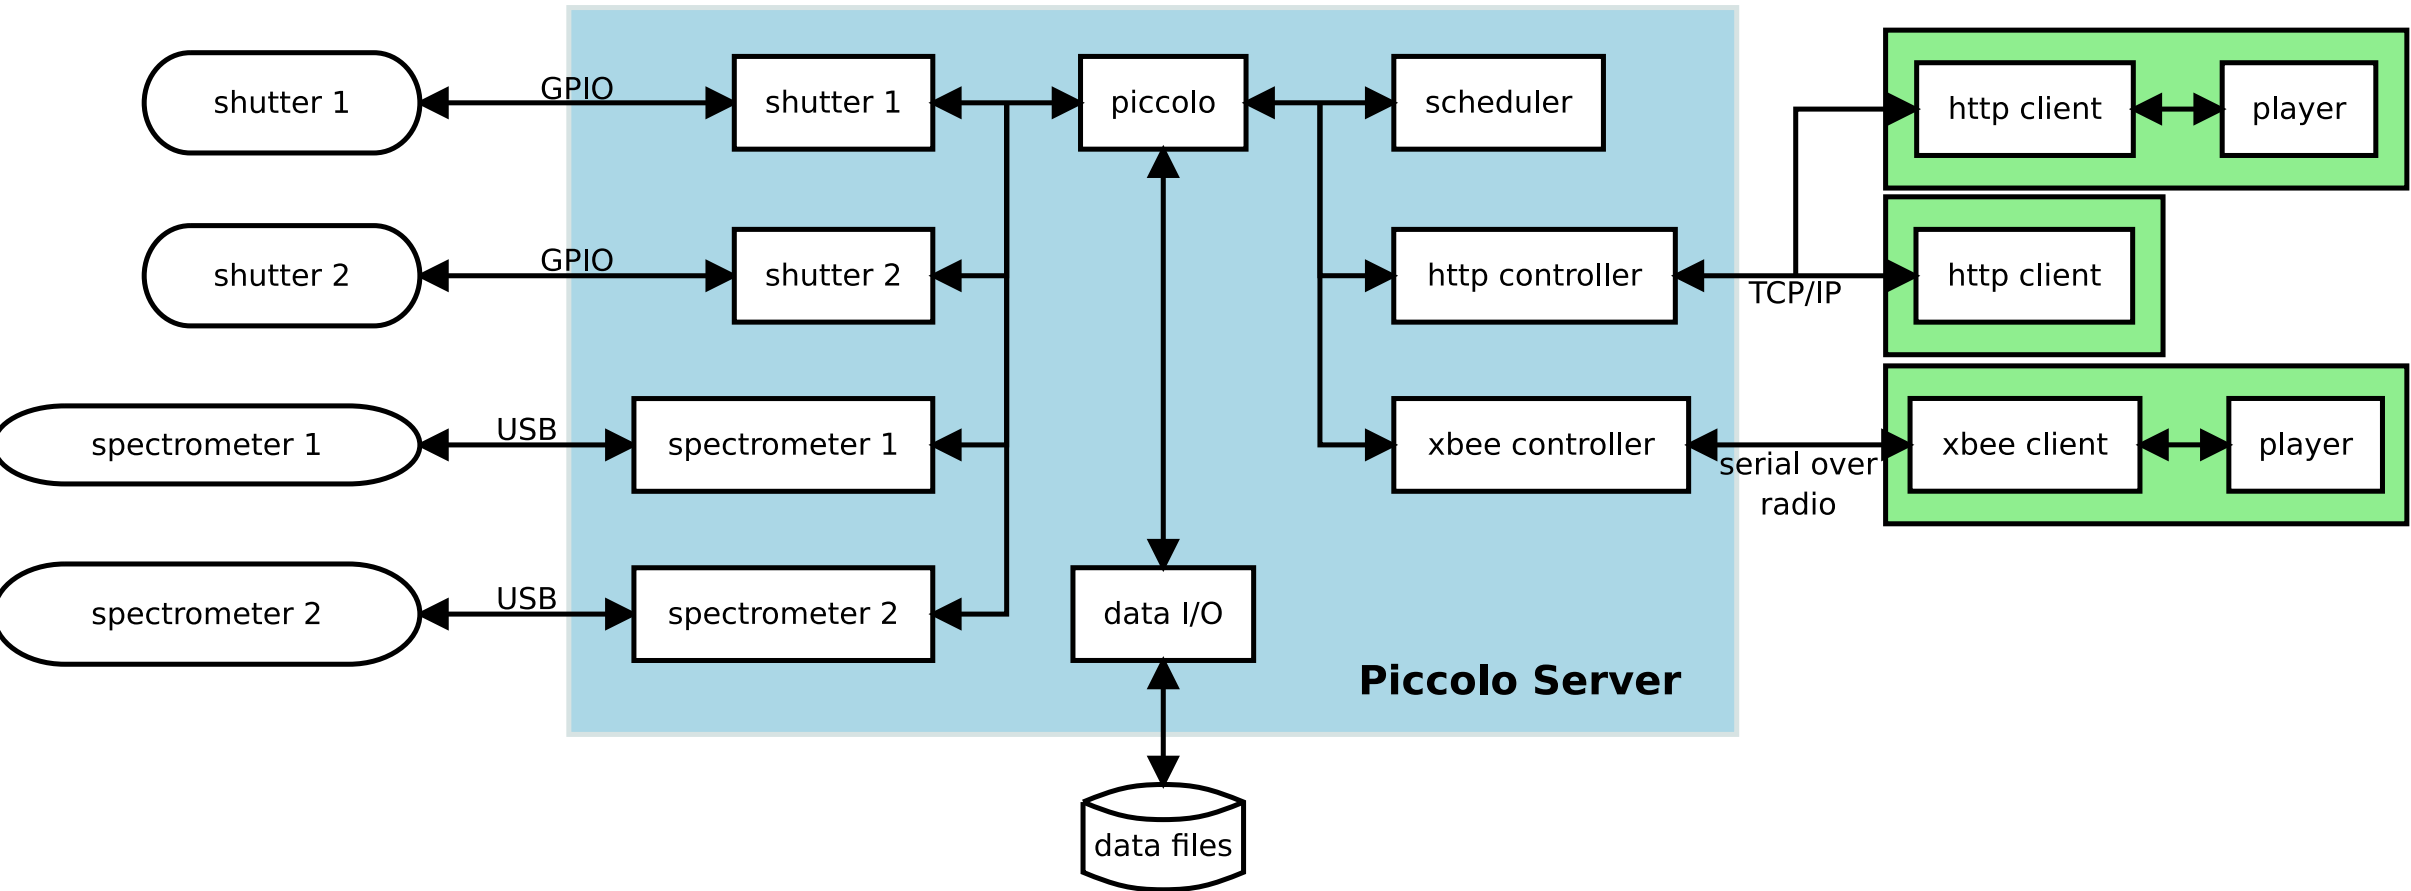 shutter 1
GPIO
shutter 1
piccolo
scheduler
http client
player
shutter 2
GPIO
shutter 2
http controller
TCP/IP
http client
spectrometer 1
USB
spectrometer 1
xbee controller
serial over
radio
xbee client
player
spectrometer 2
USB
spectrometer 2
data I/O
Piccolo Server
data files